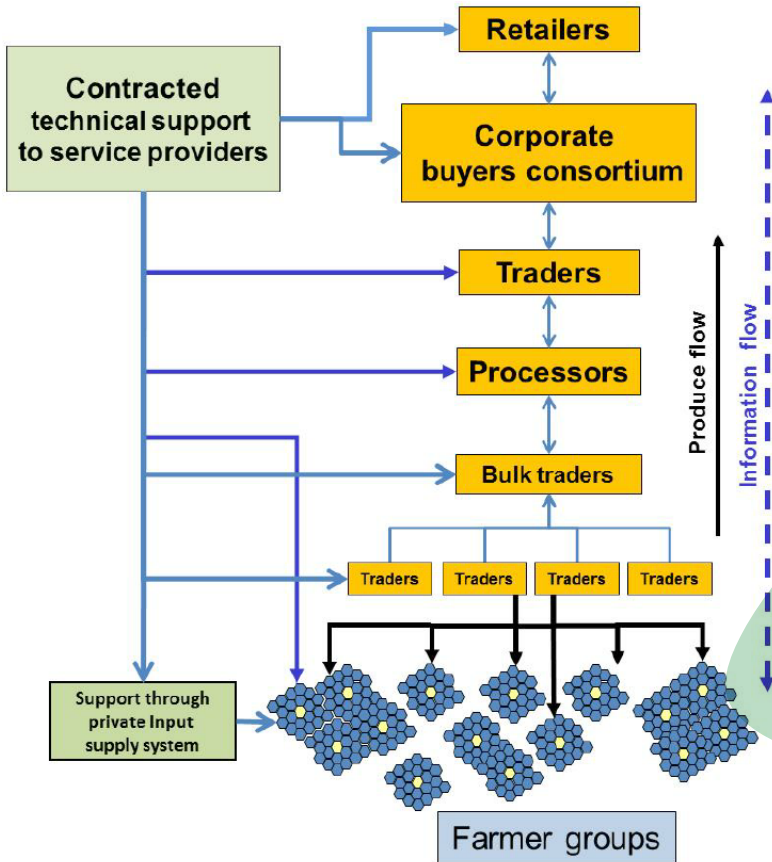 Retailers
Contracted
technical support
to service providers
Corporate
buyers consortium
Traders
Processors
Bulk traders
Traders
Traders
Traders
Traders
Produce flow
Information flow
Support through
private Input
supply system
Farmer groups